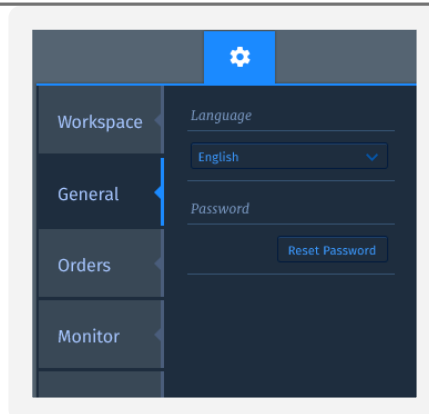 Workspace
General
Orders
Monitor
Language
English
Password
Reset Password